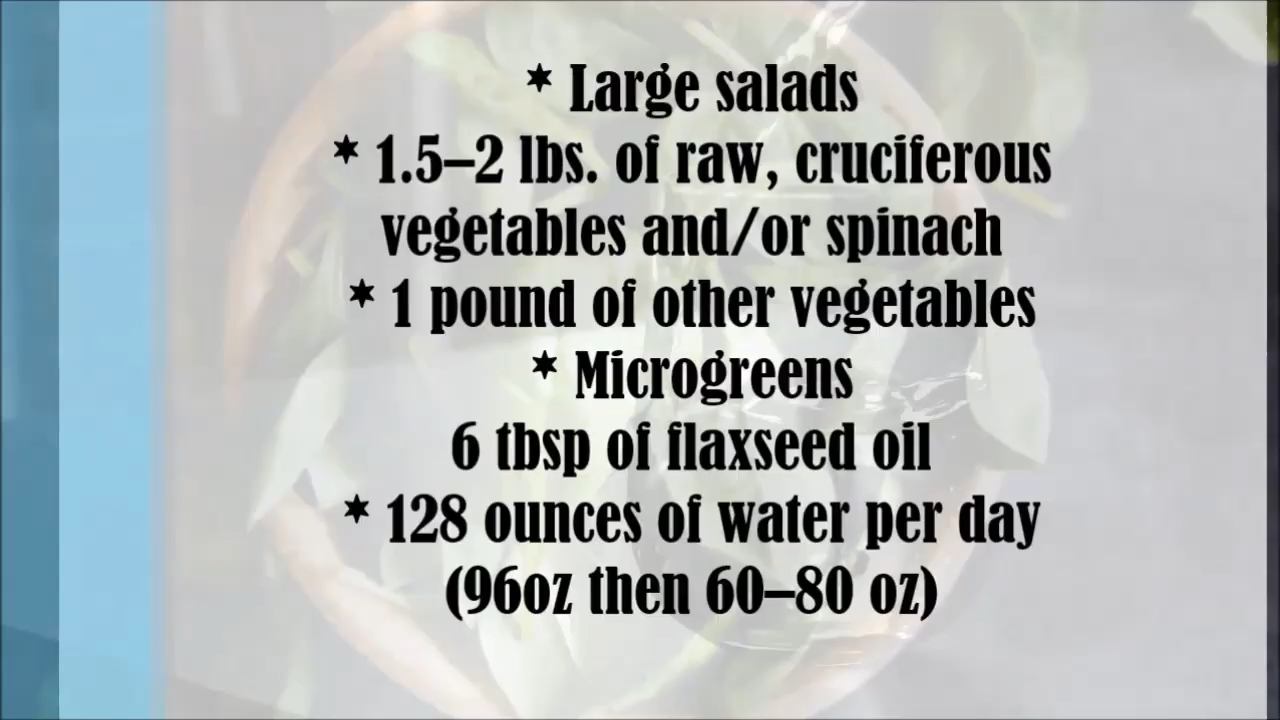 * Large salads
* 1.5–2 lbs. of raw, cruciferous
vegetables and/or spinach
* 1 pound of other vegetables
* Microgreens
6 tbsp of flaxseed oil
* 128 ounces of water per day
(96oz then 60–80 oz)